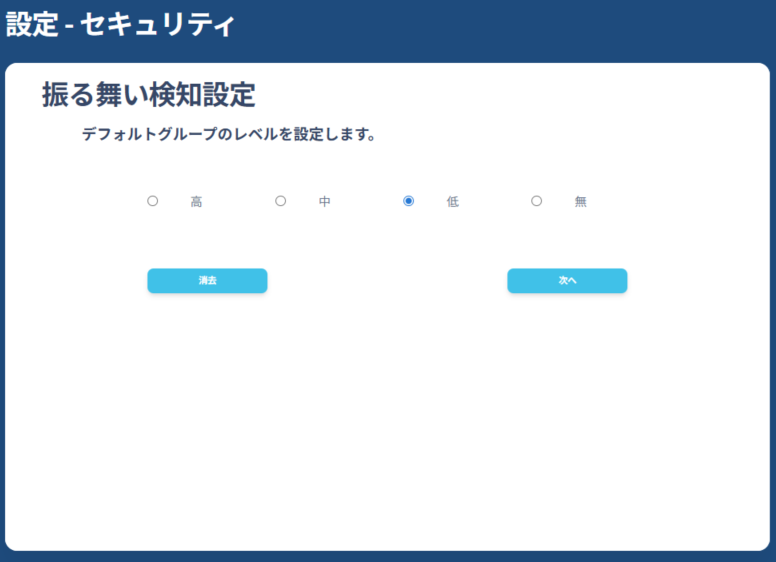 設定 - セキュリティ
振る舞い検知設定
デフォルトグループのレベルを設定します。
高 中 低 無
消去 次へ